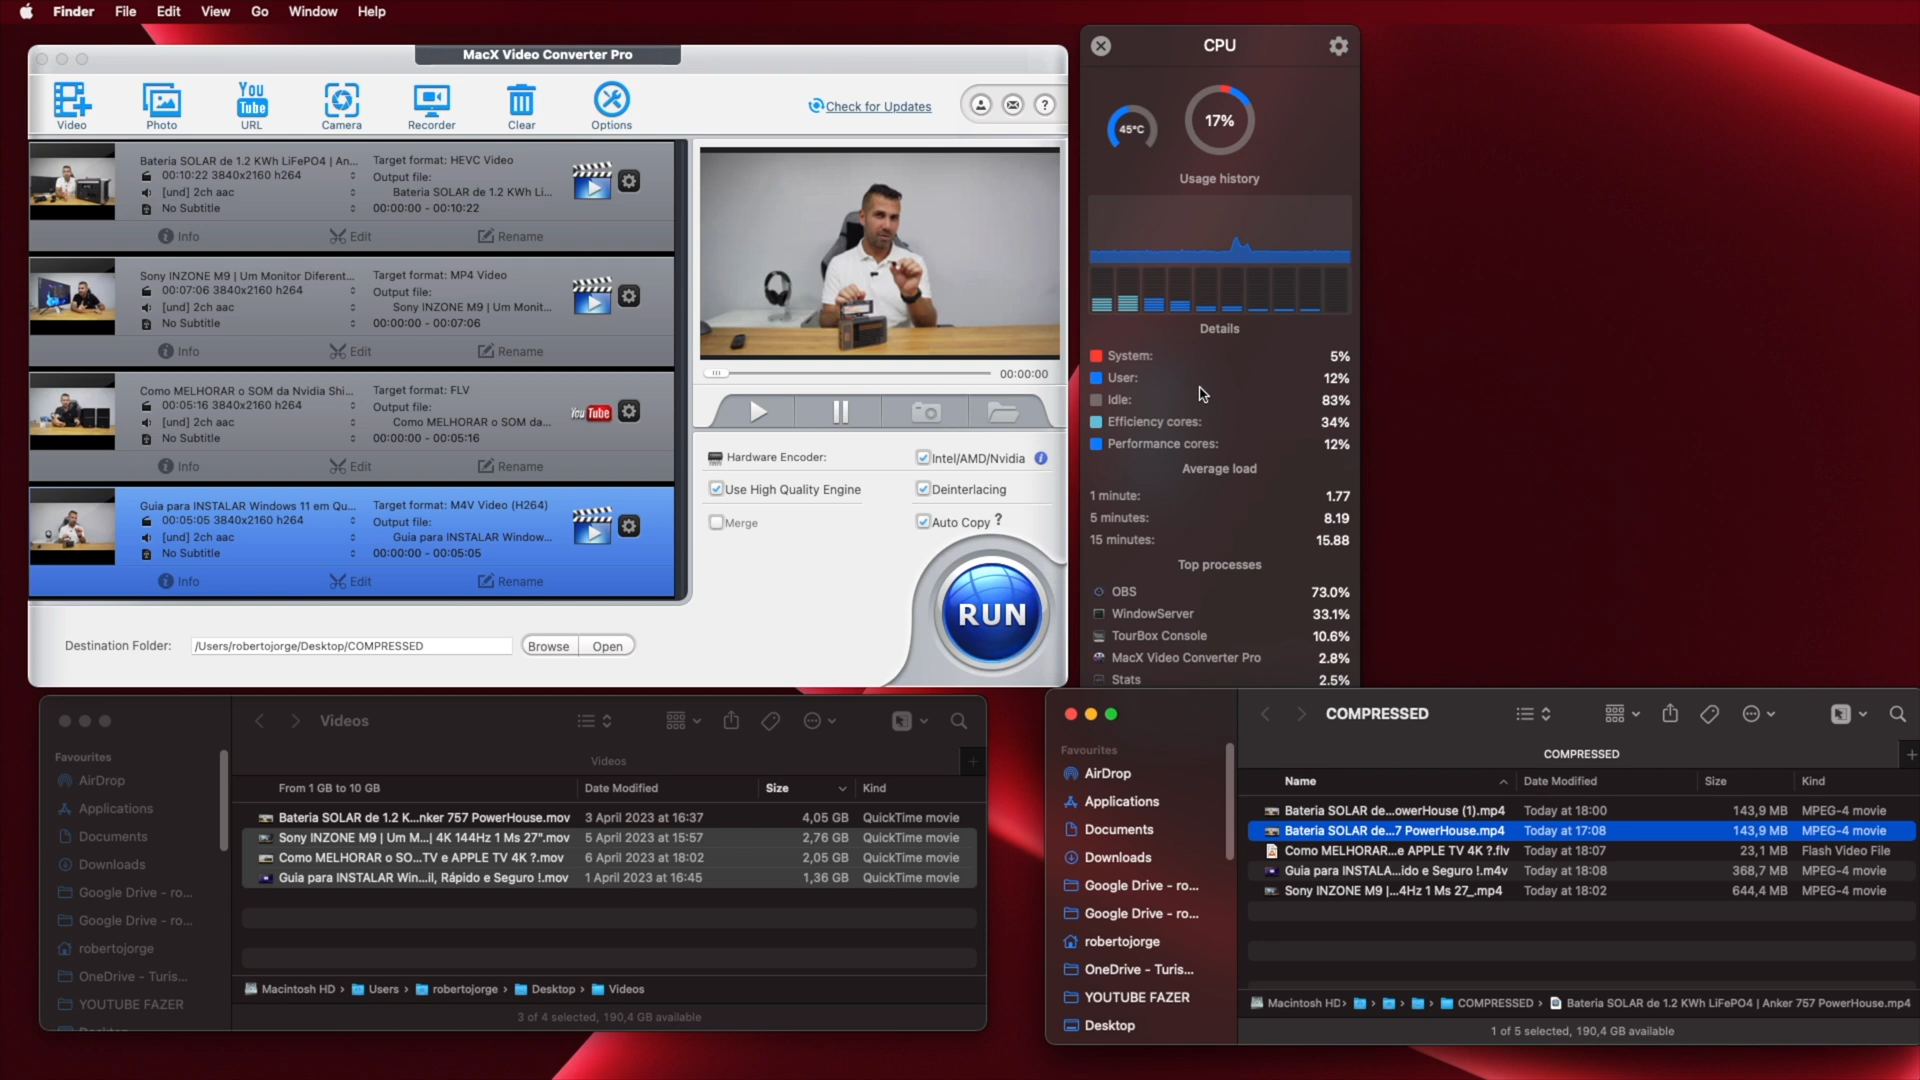 Finder File Edit View Go Window Help
MacX Video Converter Pro
Video
Photo
You Tube
URL
Camera
Recorder
Clear
Options
Check for Updates
?
Bateria SOLAR de 1.2 KWh LiFePO4 | An...
00:10:22 3840x2160 h264
[und] 2ch aac
No Subtitle
Target format: HEVC Video
Output file:
Bateria SOLAR de 1.2 KWh Li...
00:00:00 - 00:10:22
Info
Edit
Rename
Sony INZONE M9 | Um Monitor Diferent...
00:07:06 3840x2160 h264
[und] 2ch aac
No Subtitle
Target format: MP4 Video
Output file:
Sony INZONE M9 | Um Monit...
00:00:00 - 00:07:06
Info
Edit
Rename
Como MELHORAR o SOM da Nvidia Shi...
00:05:16 3840x2160 h264
[und] 2ch aac
No Subtitle
Target format: FLV
Output file:
Como MELHORAR o SOM da...
00:00:00 - 00:05:16
YouTube
Info
Edit
Rename
Guia para INSTALAR Windows 11 em Qu...
00:05:05 3840x2160 h264
[und] 2ch aac
No Subtitle
Target format: M4V Video (H264)
Output file:
Guia para INSTALAR Window...
00:00:00 - 00:05:05
Info
Edit
Rename
00:00:00
Hardware Encoder:
Intel/AMD/Nvidia
Use High Quality Engine
Deinterlacing
Merge
Auto Copy ?
RUN
Destination Folder:
/Users/robertojorge/Desktop/COMPRESSED
Browse
Open
CPU
45°C
17%
Usage history
Details
System: 5%
User: 12%
Idle: 83%
Efficiency cores: 34%
Performance cores: 12%
Average load
1 minute: 1.77
5 minutes: 8.19
15 minutes: 15.88
Top processes
OBS 73.0%
WindowServer 33.1%
TourBox Console 10.6%
MacX Video Converter Pro 2.8%
Stats 2.5%
Videos
Favourites
AirDrop
Applications
Documents
Downloads
Google Drive - ro...
Google Drive - ro...
robertojorge
OneDrive - Turis...
YOUTUBE FAZER
Desktop
Videos
From 1 GB to 10 GB Date Modified Size Kind
Bateria SOLAR de 1.2 K...nker 757 PowerHouse.mov 3 April 2023 at 16:37 4,05 GB QuickTime movie
Sony INZONE M9 | Um M...| 4K 144Hz 1 Ms 27".mov 5 April 2023 at 15:57 2,76 GB QuickTime movie
Como MELHORAR o SO...TV e APPLE TV 4K ?.mov 6 April 2023 at 18:02 2,05 GB QuickTime movie
Guia para INSTALAR Win...il, Rápido e Seguro !.mov 1 April 2023 at 16:45 1,36 GB QuickTime movie
Macintosh HD › Users › robertojorge › Desktop › Videos
3 of 4 selected, 190,4 GB available
COMPRESSED
Favourites
AirDrop
Applications
Documents
Downloads
Google Drive - ro...
Google Drive - ro...
robertojorge
OneDrive - Turis...
YOUTUBE FAZER
Desktop
COMPRESSED
Name Date Modified Size Kind
Bateria SOLAR de...owerHouse (1).mp4 Today at 18:00 143,9 MB MPEG-4 movie
Bateria SOLAR de...7 PowerHouse.mp4 Today at 17:08 143,9 MB MPEG-4 movie
Como MELHORAR...e APPLE TV 4K ?.flv Today at 18:07 23,1 MB Flash Video File
Guia para INSTALA...ido e Seguro !.m4v Today at 18:08 368,7 MB MPEG-4 movie
Sony INZONE M9 |...4Hz 1 Ms 27_.mp4 Today at 18:02 644,4 MB MPEG-4 movie
Macintosh HD › › › › COMPRESSED › Bateria SOLAR de 1.2 KWh LiFePO4 | Anker 757 PowerHouse.mp4
1 of 5 selected, 190,4 GB available